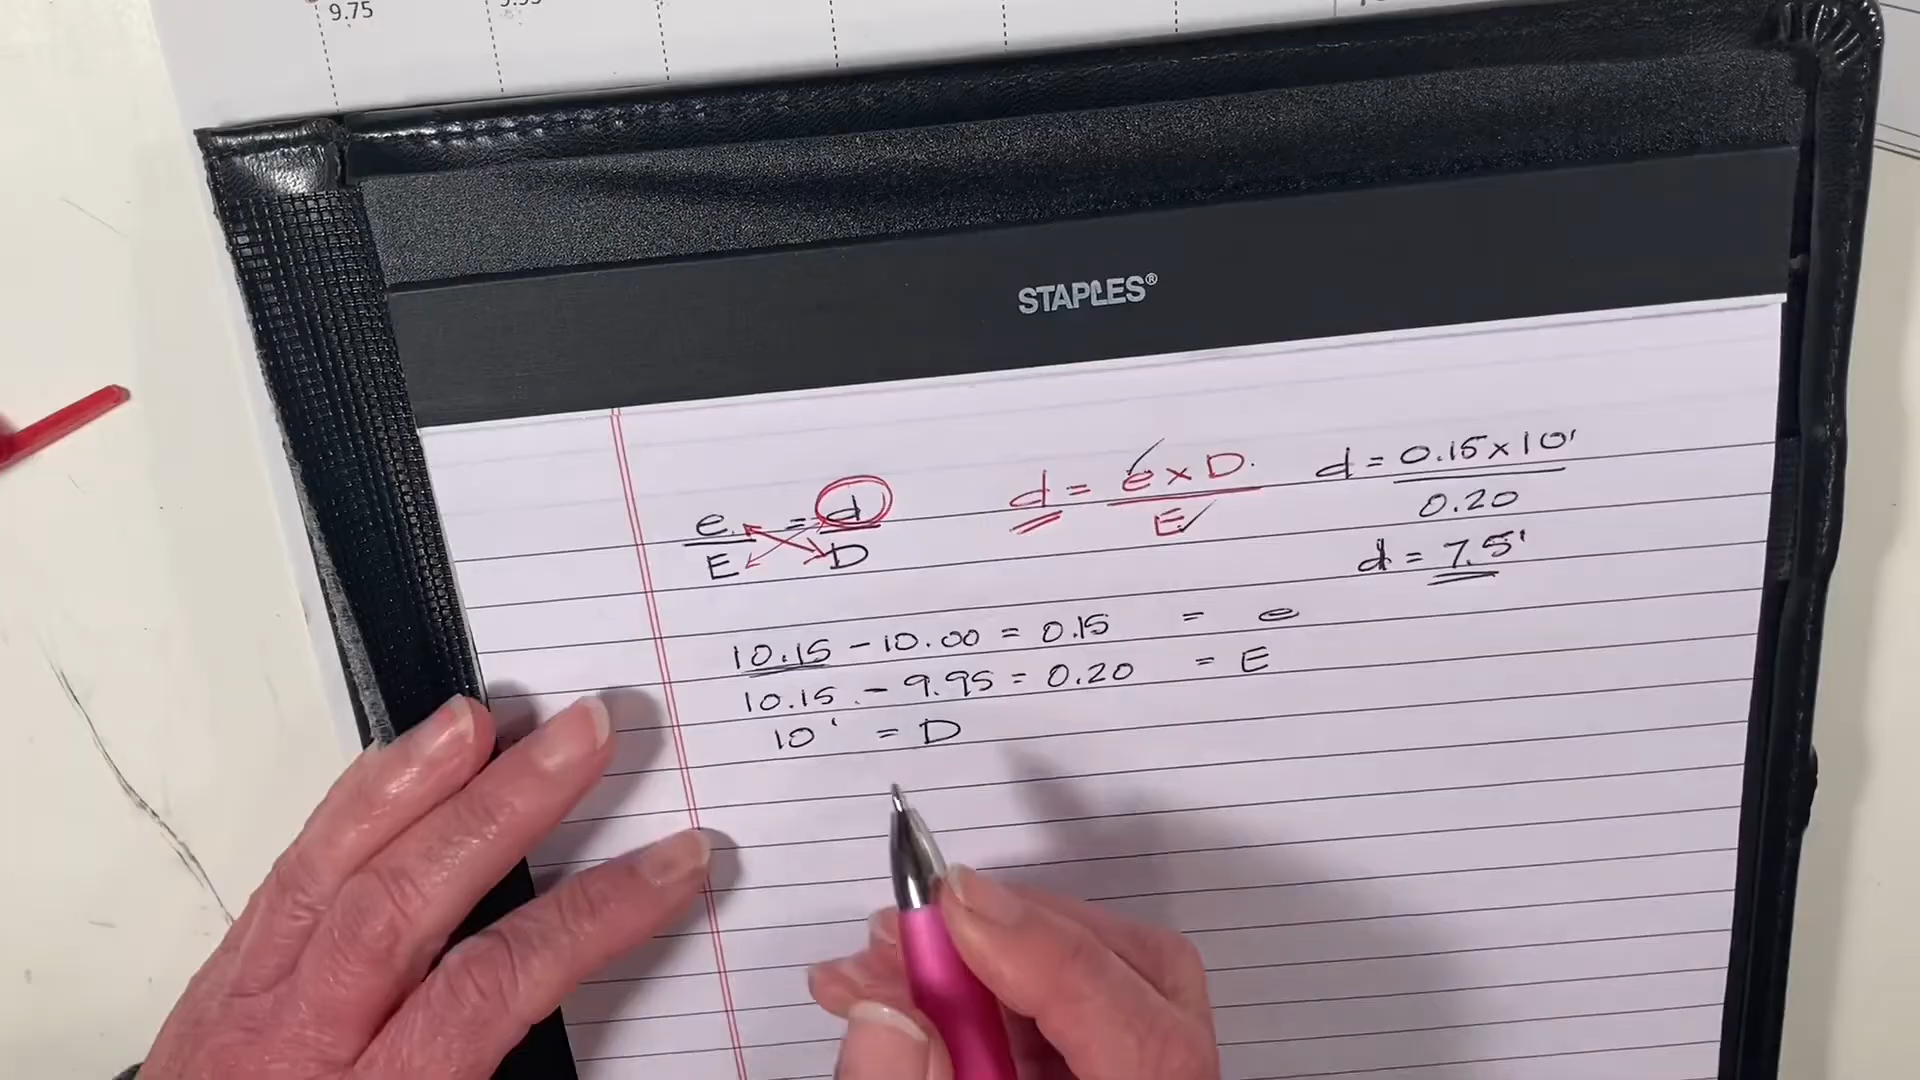 9.75
STAPLES®
e/E = d/D
d = e x D / E
d = 0.15 x 10' / 0.20
d = 7.5'
10.15 - 10.00 = 0.15 = e
10.15 - 9.95 = 0.20 = E
10' = D